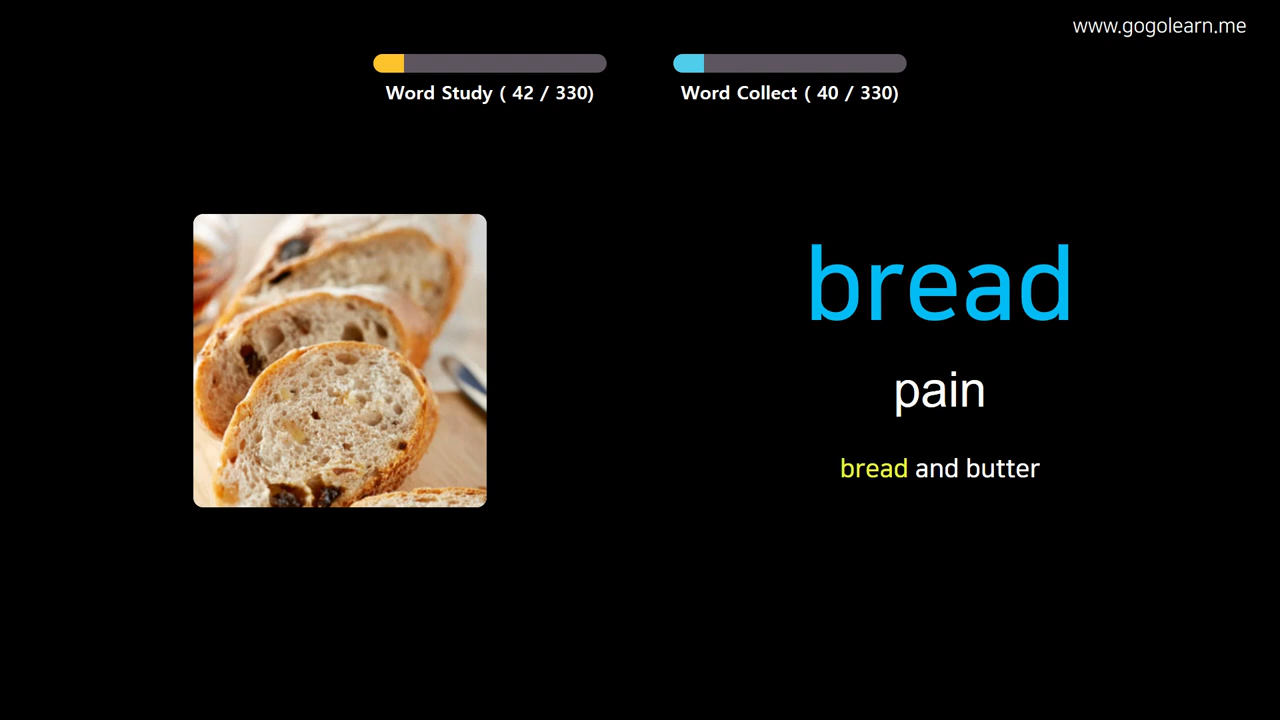 www.gogolearn.me
Word Study ( 42 / 330)
Word Collect ( 40 / 330)
bread
pain
bread and butter